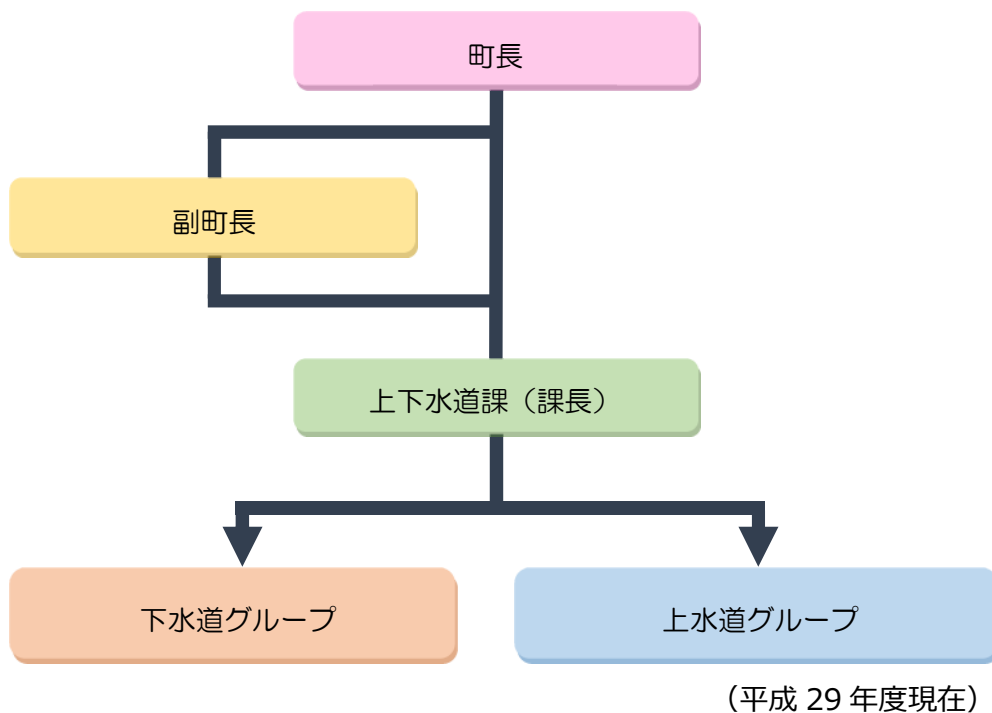 町長
副町長
上下水道課（課長）
下水道グループ
上水道グループ
（平成 29 年度現在）